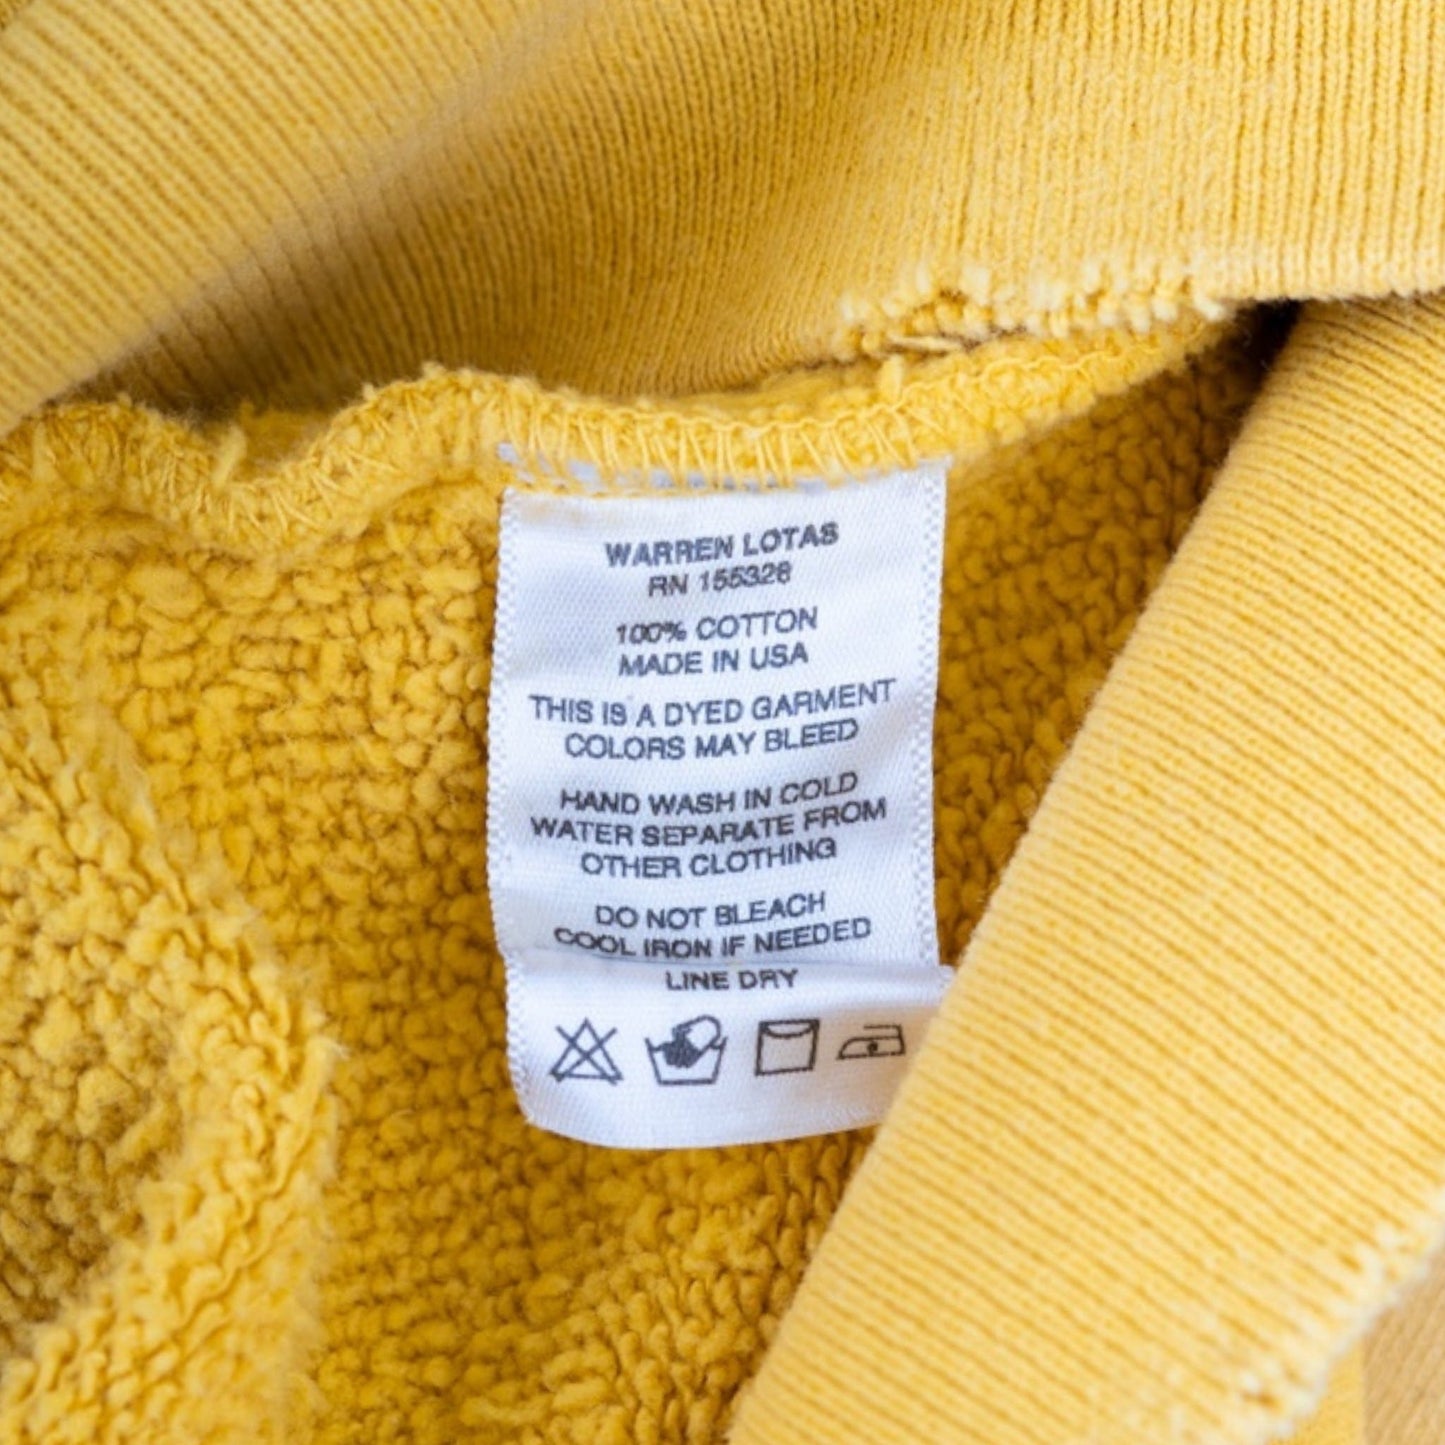 WARREN LOTAS
RN 155328
100% COTTON
MADE IN USA
THIS IS A DYED GARMENT
COLORS MAY BLEED
HAND WASH IN COLD
WATER SEPARATE FROM
OTHER CLOTHING
DO NOT BLEACH
COOL IRON IF NEEDED
LINE DRY